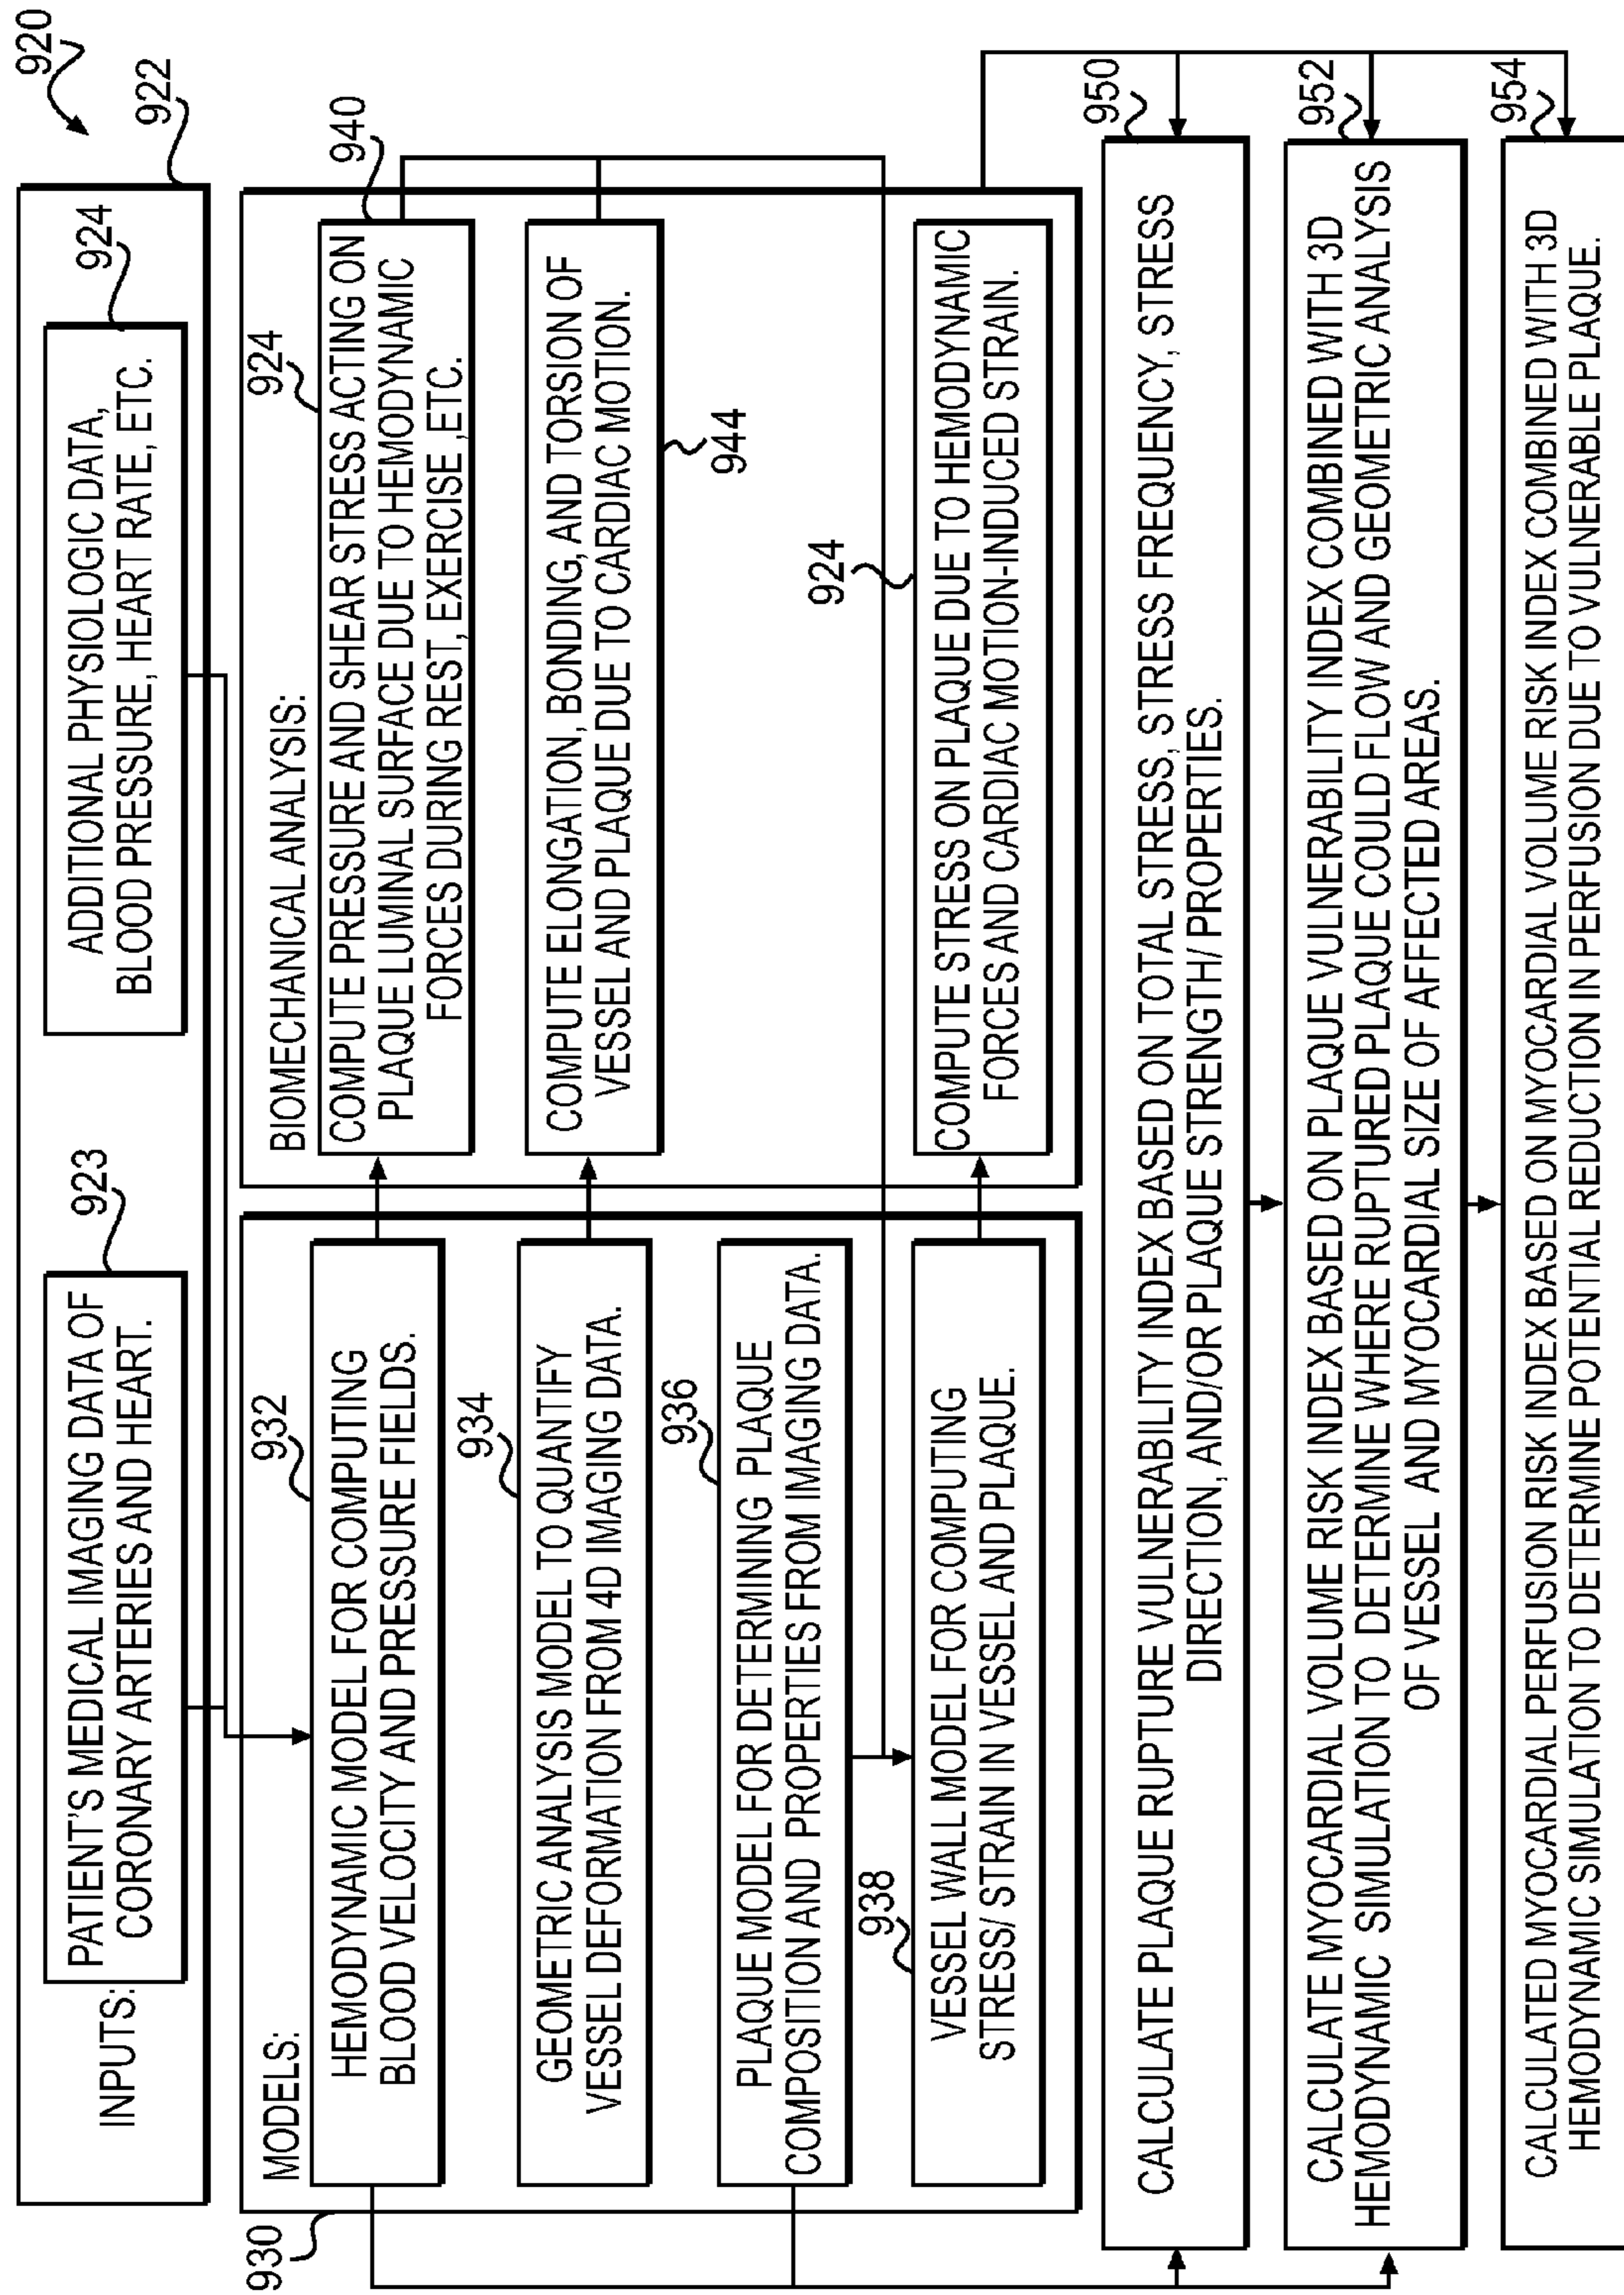 920
922
INPUTS:
923
PATIENT'S MEDICAL IMAGING DATA OF
CORONARY ARTERIES AND HEART.
924
ADDITIONAL PHYSIOLOGIC DATA,
BLOOD PRESSURE, HEART RATE, ETC.
930
MODELS:
932
HEMODYNAMIC MODEL FOR COMPUTING
BLOOD VELOCITY AND PRESSURE FIELDS.
934
GEOMETRIC ANALYSIS MODEL TO QUANTIFY
VESSEL DEFORMATION FROM 4D IMAGING DATA.
936
PLAQUE MODEL FOR DETERMINING PLAQUE
COMPOSITION AND PROPERTIES FROM IMAGING DATA.
938
VESSEL WALL MODEL FOR COMPUTING
STRESS/ STRAIN IN VESSEL AND PLAQUE.
940
BIOMECHANICAL ANALYSIS:
924
COMPUTE PRESSURE AND SHEAR STRESS ACTING ON
PLAQUE LUMINAL SURFACE DUE TO HEMODYNAMIC
FORCES DURING REST, EXERCISE ,ETC.
COMPUTE ELONGATION, BONDING, AND TORSION OF
VESSEL AND PLAQUE DUE TO CARDIAC MOTION.
944
924
COMPUTE STRESS ON PLAQUE DUE TO HEMODYNAMIC
FORCES AND CARDIAC MOTION-INDUCED STRAIN.
950
CALCULATE PLAQUE RUPTURE VULNERABILITY INDEX BASED ON TOTAL STRESS, STRESS FREQUENCY, STRESS
DIRECTION, AND/OR PLAQUE STRENGTH/ PROPERTIES.
952
CALCULATE MYOCARDIAL VOLUME RISK INDEX BASED ON PLAQUE VULNERABILITY INDEX COMBINED WITH 3D
HEMODYNAMIC SIMULATION TO DETERMINE WHERE RUPTURED PLAQUE COULD FLOW AND GEOMETRIC ANALYSIS
OF VESSEL AND MYOCARDIAL SIZE OF AFFECTED AREAS.
954
CALCULATED MYOCARDIAL PERFUSION RISK INDEX BASED ON MYOCARDIAL VOLUME RISK INDEX COMBINED WITH 3D
HEMODYNAMIC SIMULATION TO DETERMINE POTENTIAL REDUCTION IN PERFUSION DUE TO VULNERABLE PLAQUE.